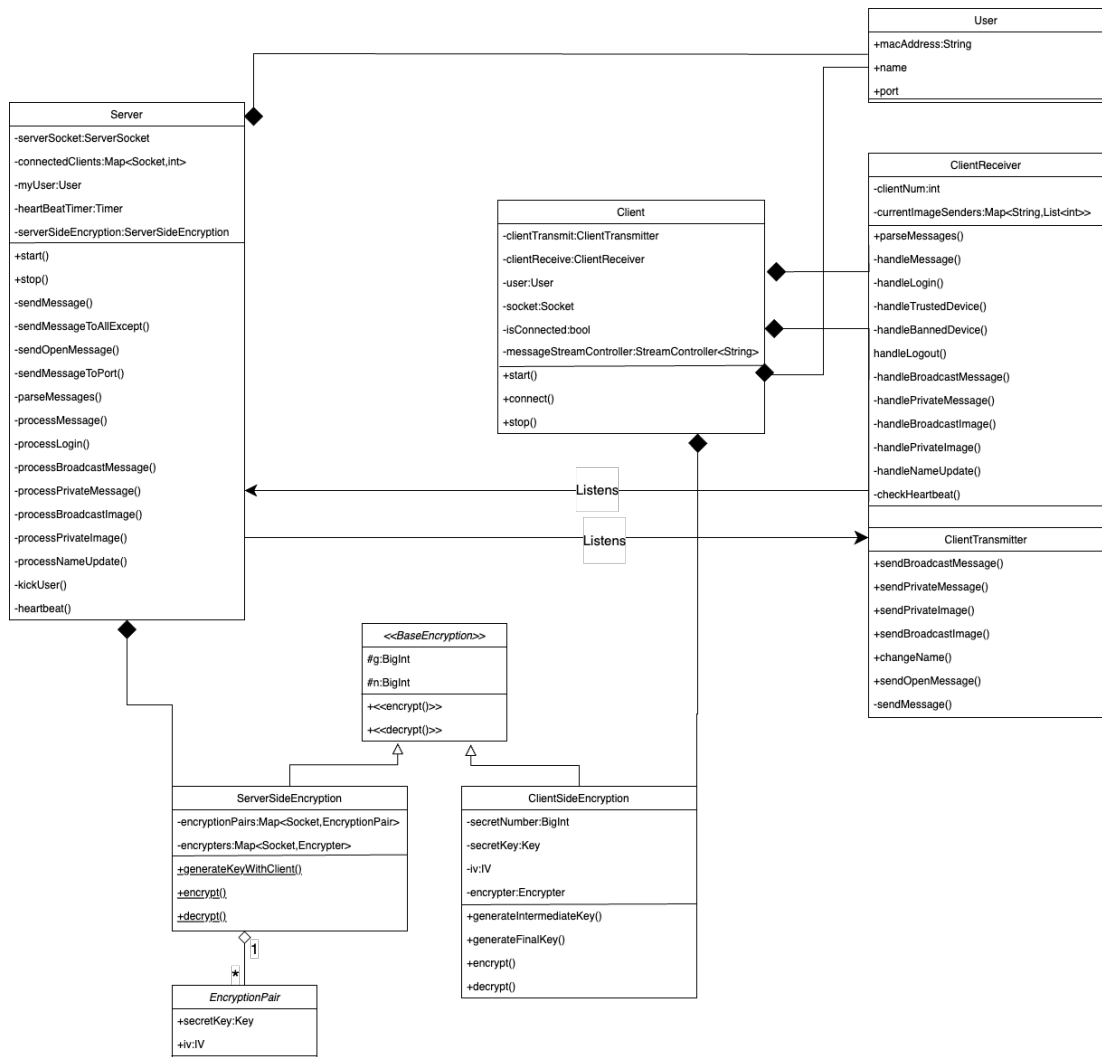 User
+macAddress:String
+name
+port
Server
-serverSocket:ServerSocket
-connectedClients:Map<Socket,int>
-myUser:User
-heartBeatTimer:Timer
-serverSideEncryption:ServerSideEncryption
+start()
+stop()
-sendMessage()
-sendMessageToAllExcept()
-sendOpenMessage()
-sendMessageToPort()
-parseMessages()
-processMessage()
-processLogin()
-processBroadcastMessage()
-processPrivateMessage()
-processBroadcastImage()
-processPrivateImage()
-processNameUpdate()
-kickUser()
-heartbeat()
Client
-clientTransmit:ClientTransmitter
-clientReceive:ClientReceiver
-user:User
-socket:Socket
-isConnected:bool
-messageStreamController:StreamController<String>
+start()
+connect()
+stop()
ClientReceiver
-clientNum:int
-currentImageSenders:Map<String,List<int>>
+parseMessages()
-handleMessage()
-handleLogin()
-handleTrustedDevice()
-handleBannedDevice()
handleLogout()
-handleBroadcastMessage()
-handlePrivateMessage()
-handleBroadcastImage()
-handlePrivateImage()
-handleNameUpdate()
-checkHeartbeat()
Listens
Listens
ClientTransmitter
+sendBroadcastMessage()
+sendPrivateMessage()
+sendPrivateImage()
+sendBroadcastImage()
+changeName()
+sendOpenMessage()
-sendMessage()
<<BaseEncryption>>
#g:BigInt
#n:BigInt
+<<encrypt()>>
+<<decrypt()>>
ServerSideEncryption
-encryptionPairs:Map<Socket,EncryptionPair>
-encrypters:Map<Socket,Encrypter>
+generateKeyWithClient()
+encrypt()
+decrypt()
ClientSideEncryption
-secretNumber:BigInt
-secretKey:Key
-iv:IV
-encrypter:Encrypter
+generateIntermediateKey()
+generateFinalKey()
+encrypt()
+decrypt()
1
*
EncryptionPair
+secretKey:Key
+iv:IV